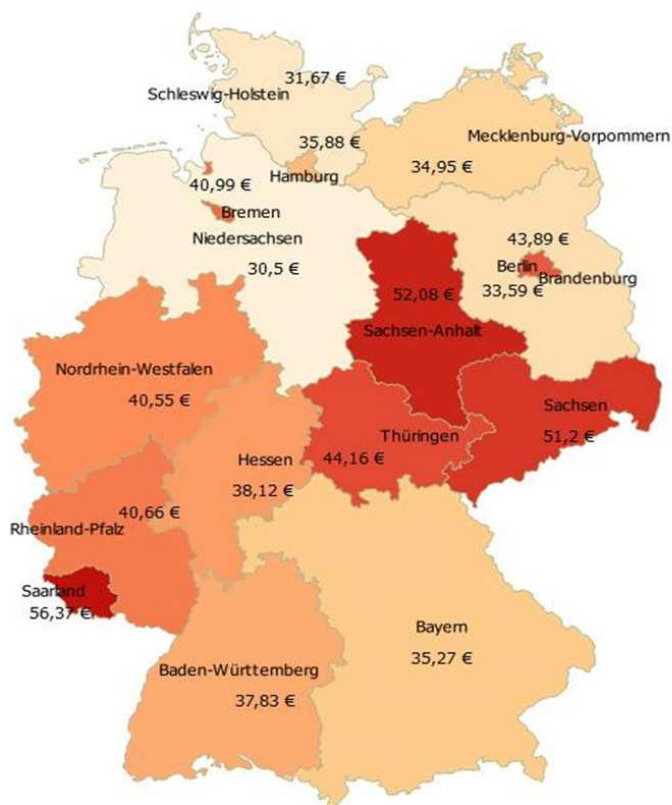 31,67 €
Schleswig-Holstein
35,88 €
Mecklenburg-Vorpommern
34,95 €
Hamburg
40,99 €
Bremen
Niedersachsen
30,5 €
43,89 €
Berlin
Brandenburg
33,59 €
52,08 €
Sachsen-Anhalt
Nordrhein-Westfalen
40,55 €
Sachsen
51,2 €
Thüringen
44,16 €
Hessen
38,12 €
40,66 €
Rheinland-Pfalz
Saarland
56,37 €
Bayern
35,27 €
Baden-Württemberg
37,83 €